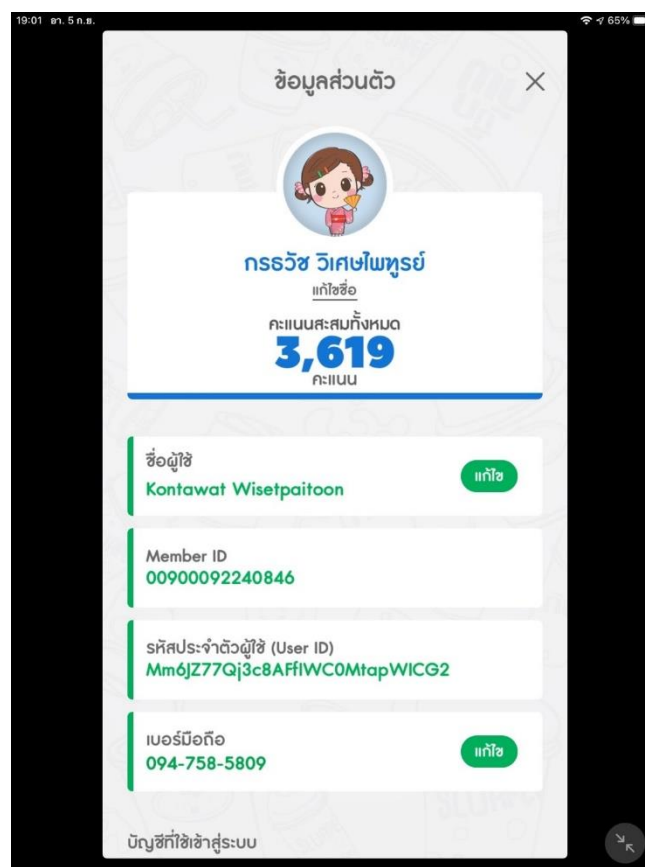 19:01 อา. 5 ก.ย.
65%
ข้อมูลส่วนตัว
กรธวัช วิเศษไพฑูรย์
แก้ไขชื่อ
คะแนนสะสมทั้งหมด
3,619
คะแนน
ชื่อผู้ใช้
Kontawat Wisetpaitoon
แก้ไข
Member ID
00900092240846
รหัสประจำตัวผู้ใช้ (User ID)
Mm6JZ77Qj3c8AFfIWC0MtapWICG2
เบอร์มือถือ
094-758-5809
แก้ไข
บัญชีที่ใช้เข้าสู่ระบบ